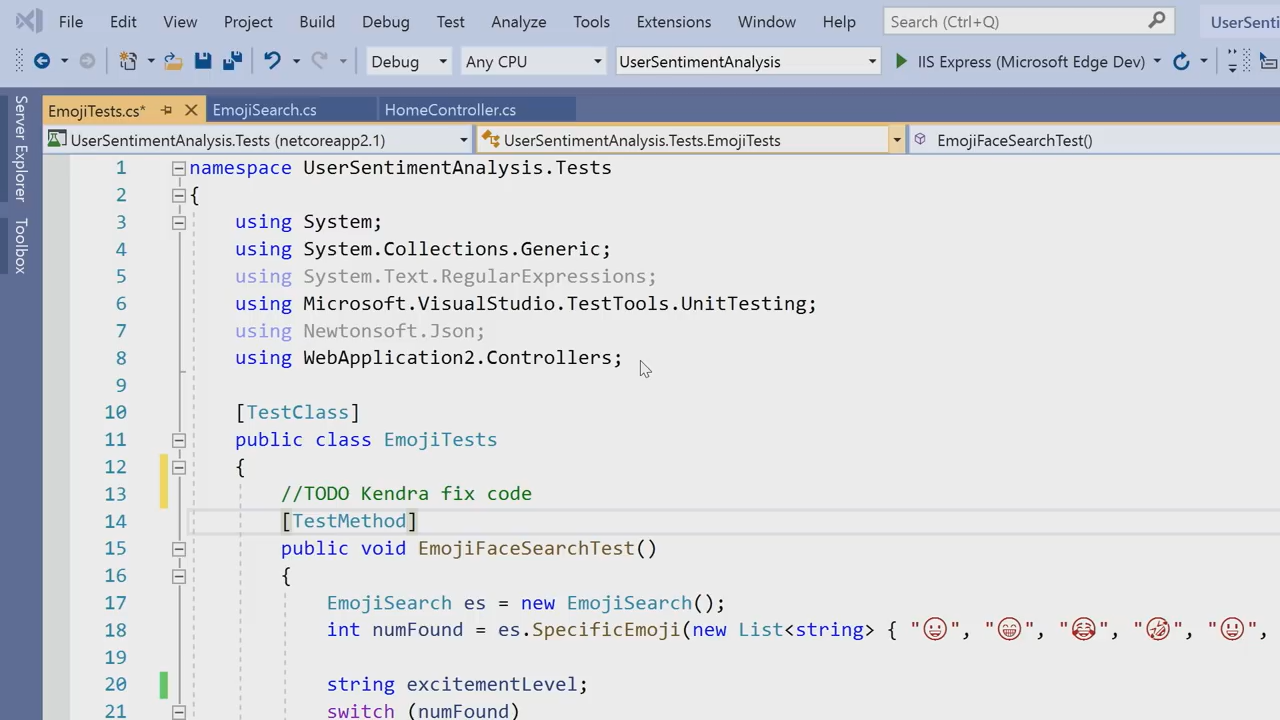 File Edit View Project Build Debug Test Analyze Tools Extensions Window Help Search (Ctrl+Q) UserSenti
Debug Any CPU UserSentimentAnalysis IIS Express (Microsoft Edge Dev)
Server Explorer
Toolbox
EmojiTests.cs* EmojiSearch.cs HomeController.cs
UserSentimentAnalysis.Tests (netcoreapp2.1) UserSentimentAnalysis.Tests.EmojiTests EmojiFaceSearchTest()
1 namespace UserSentimentAnalysis.Tests
2 {
3 using System;
4 using System.Collections.Generic;
5 using System.Text.RegularExpressions;
6 using Microsoft.VisualStudio.TestTools.UnitTesting;
7 using Newtonsoft.Json;
8 using WebApplication2.Controllers;
9
10 [TestClass]
11 public class EmojiTests
12 {
13 //TODO Kendra fix code
14 [TestMethod]
15 public void EmojiFaceSearchTest()
16 {
17 EmojiSearch es = new EmojiSearch();
18 int numFound = es.SpecificEmoji(new List<string> { "😀", "😁", "😂", "🤣", "😃",
19
20 string excitementLevel;
21 switch (numFound)